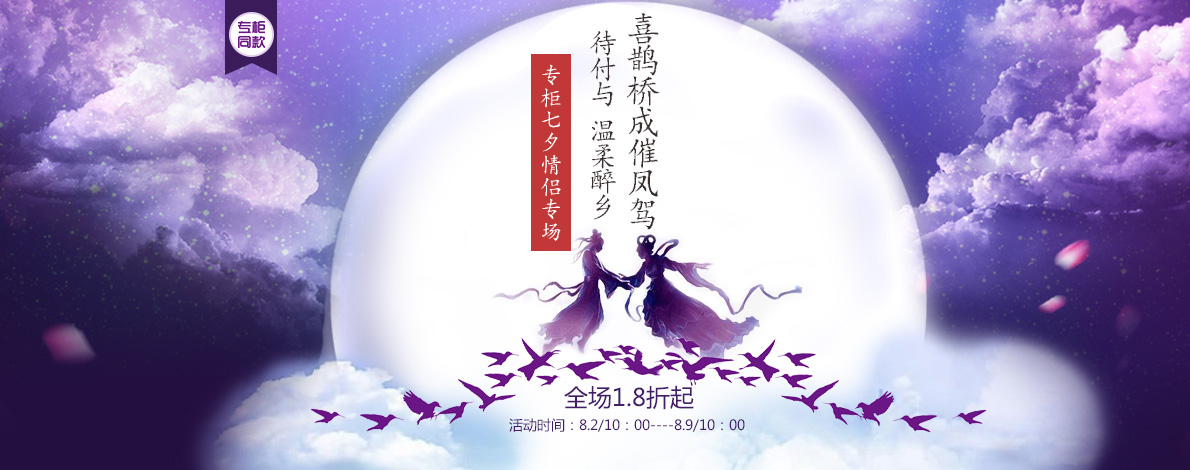 专柜
同款
喜鹊桥成催凤驾
待付与 温柔醉乡
专柜七夕情侣专场
全场1.8折起
活动时间：8.2/10：00----8.9/10：00